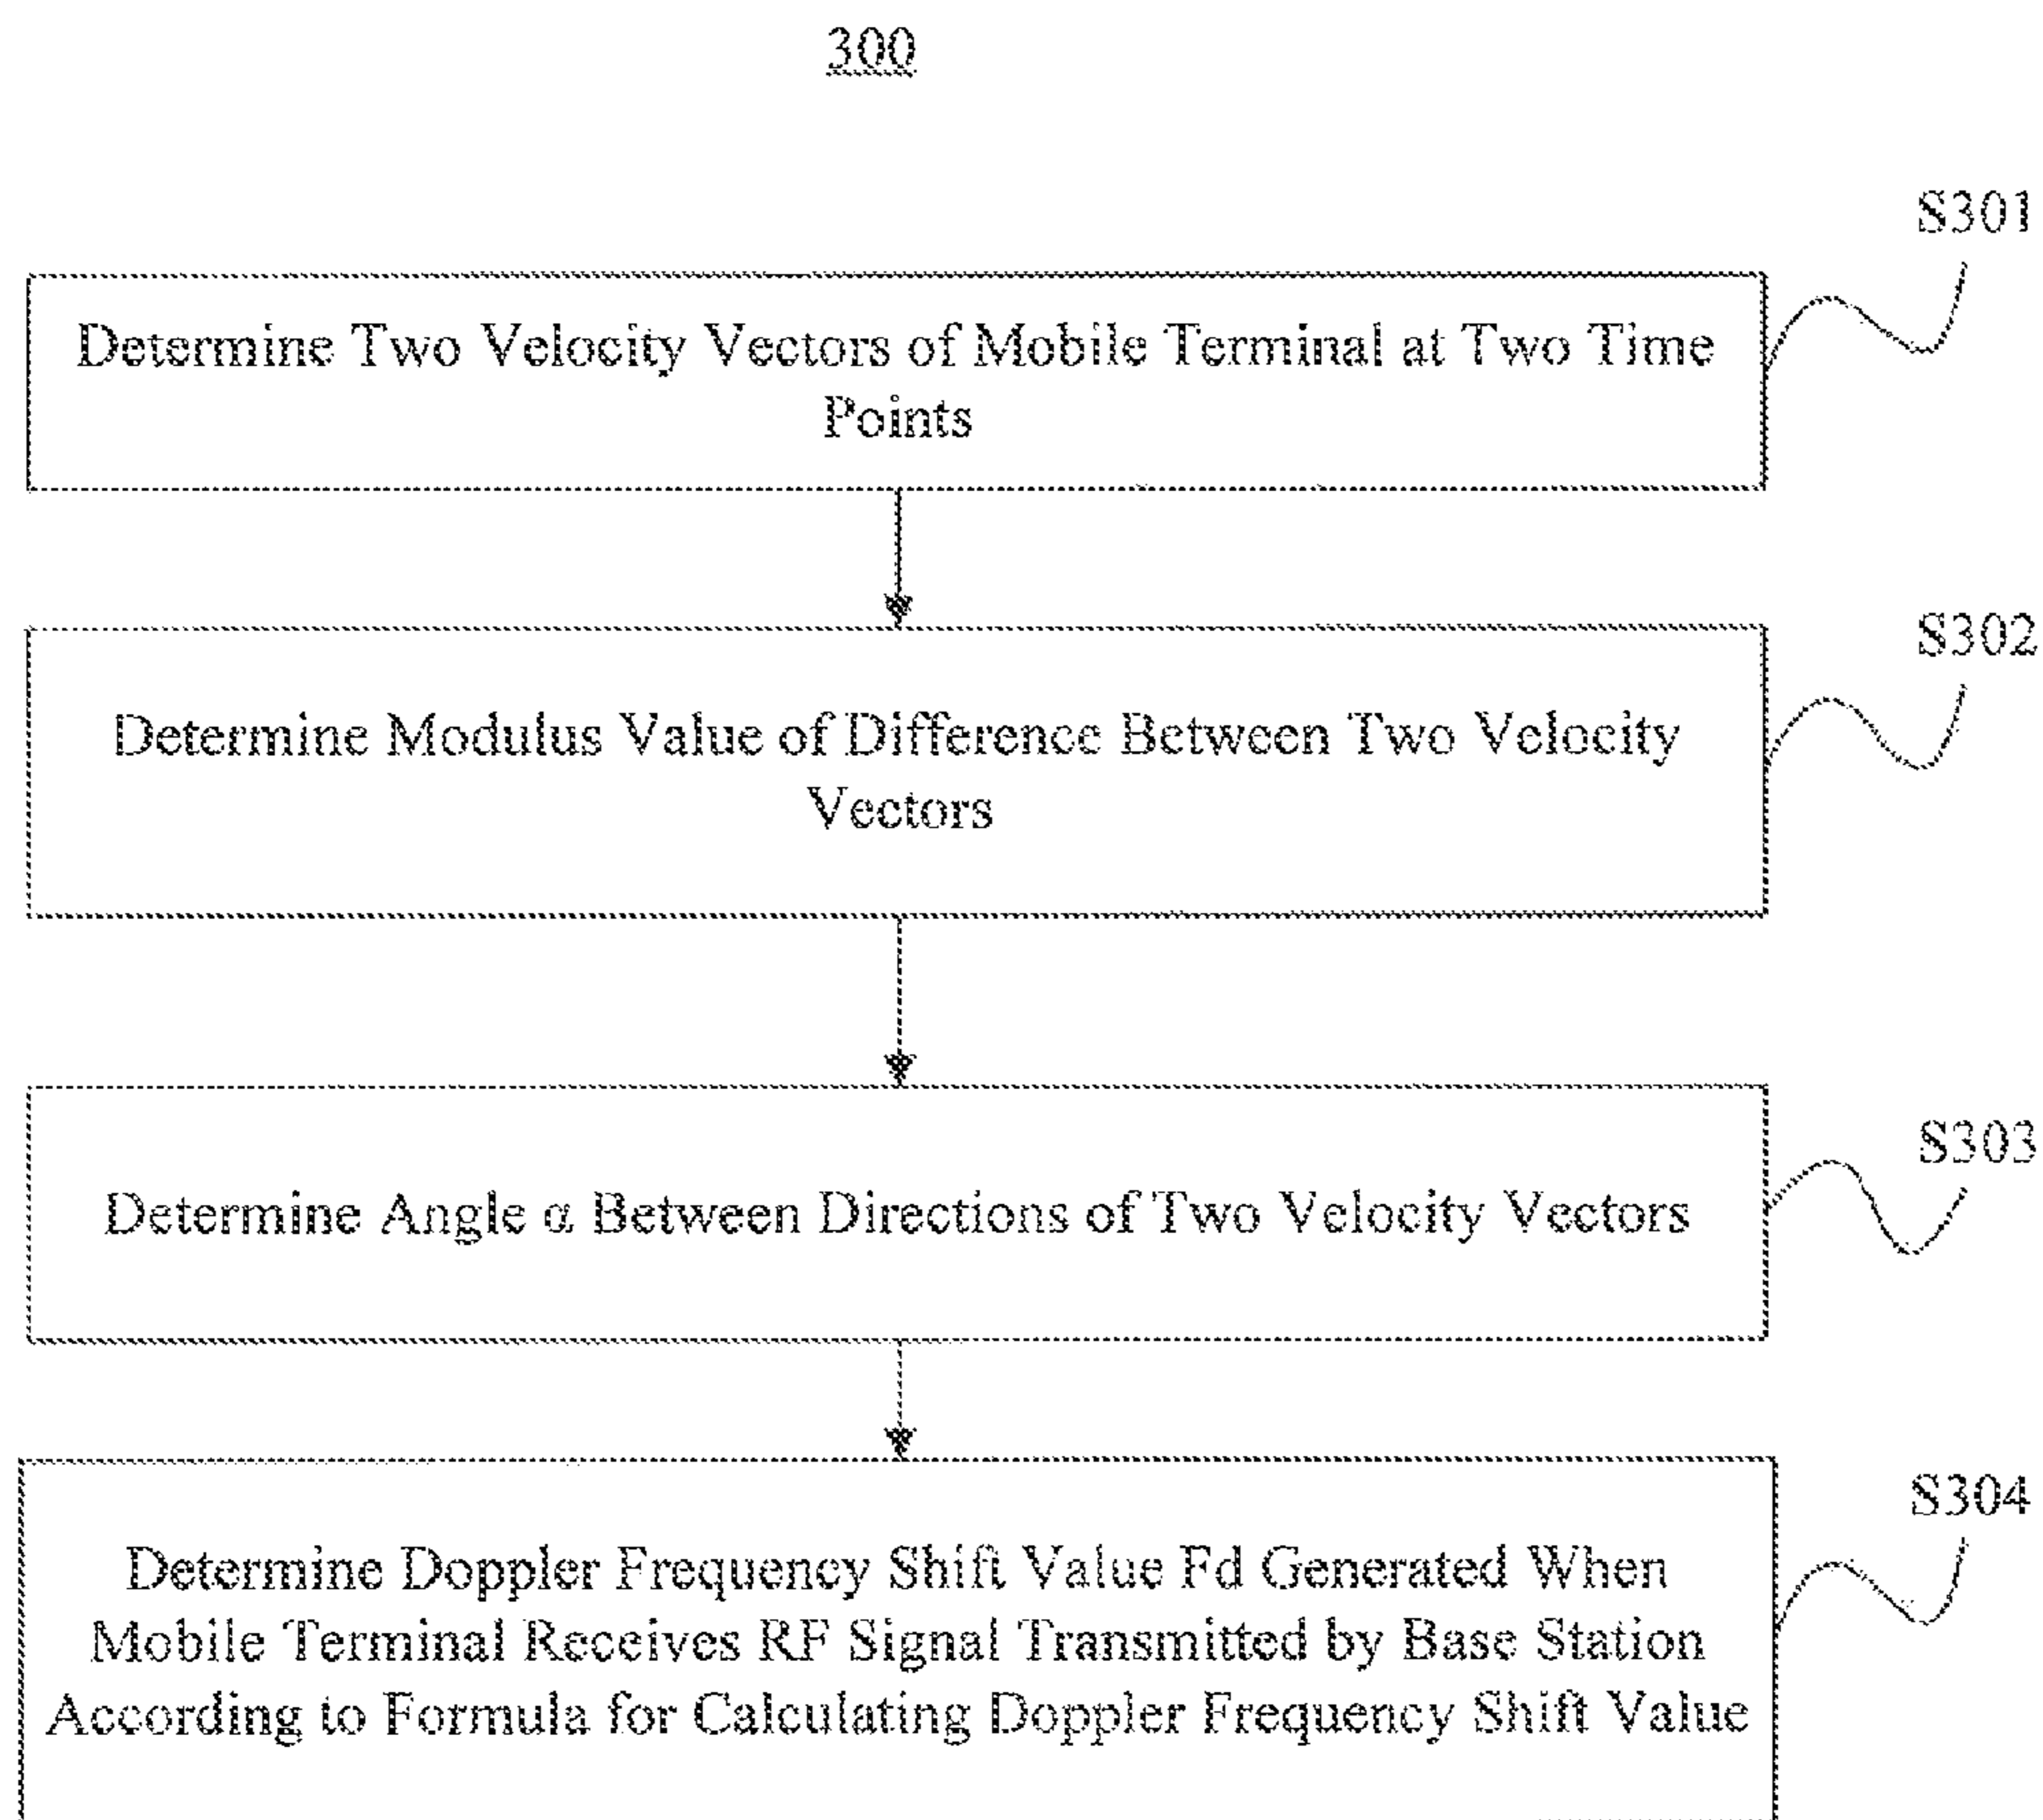 300
S301
Determine Two Velocity Vectors of Mobile Terminal at Two Time
Points
S302
Determine Modulus Value of Difference Between Two Velocity
Vectors
S303
Determine Angle α Between Directions of Two Velocity Vectors
S304
Determine Doppler Frequency Shift Value Fd Generated When
Mobile Terminal Receives RF Signal Transmitted by Base Station
According to Formula for Calculating Doppler Frequency Shift Value